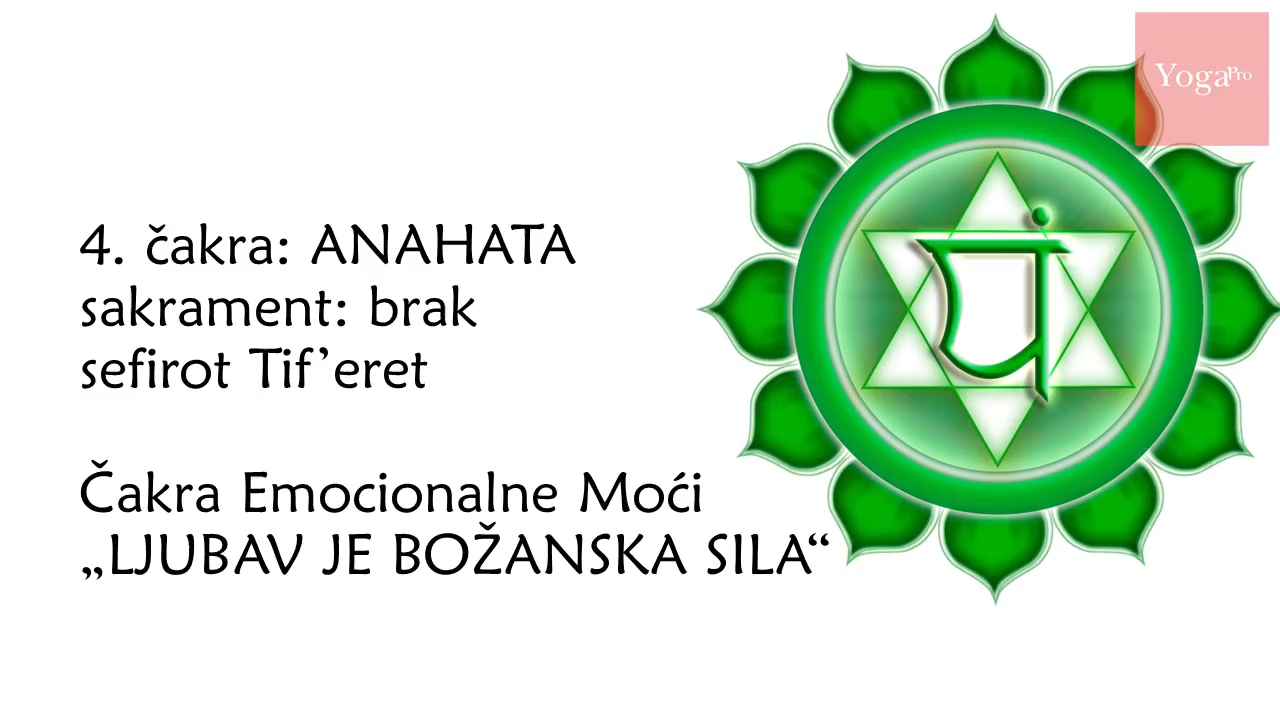 4. čakra: ANAHATA
sakrament: brak
sefirot Tif’eret
Čakra Emocionalne Moći
„LJUBAV JE BOŽANSKA SILA“
YogaPro
पं